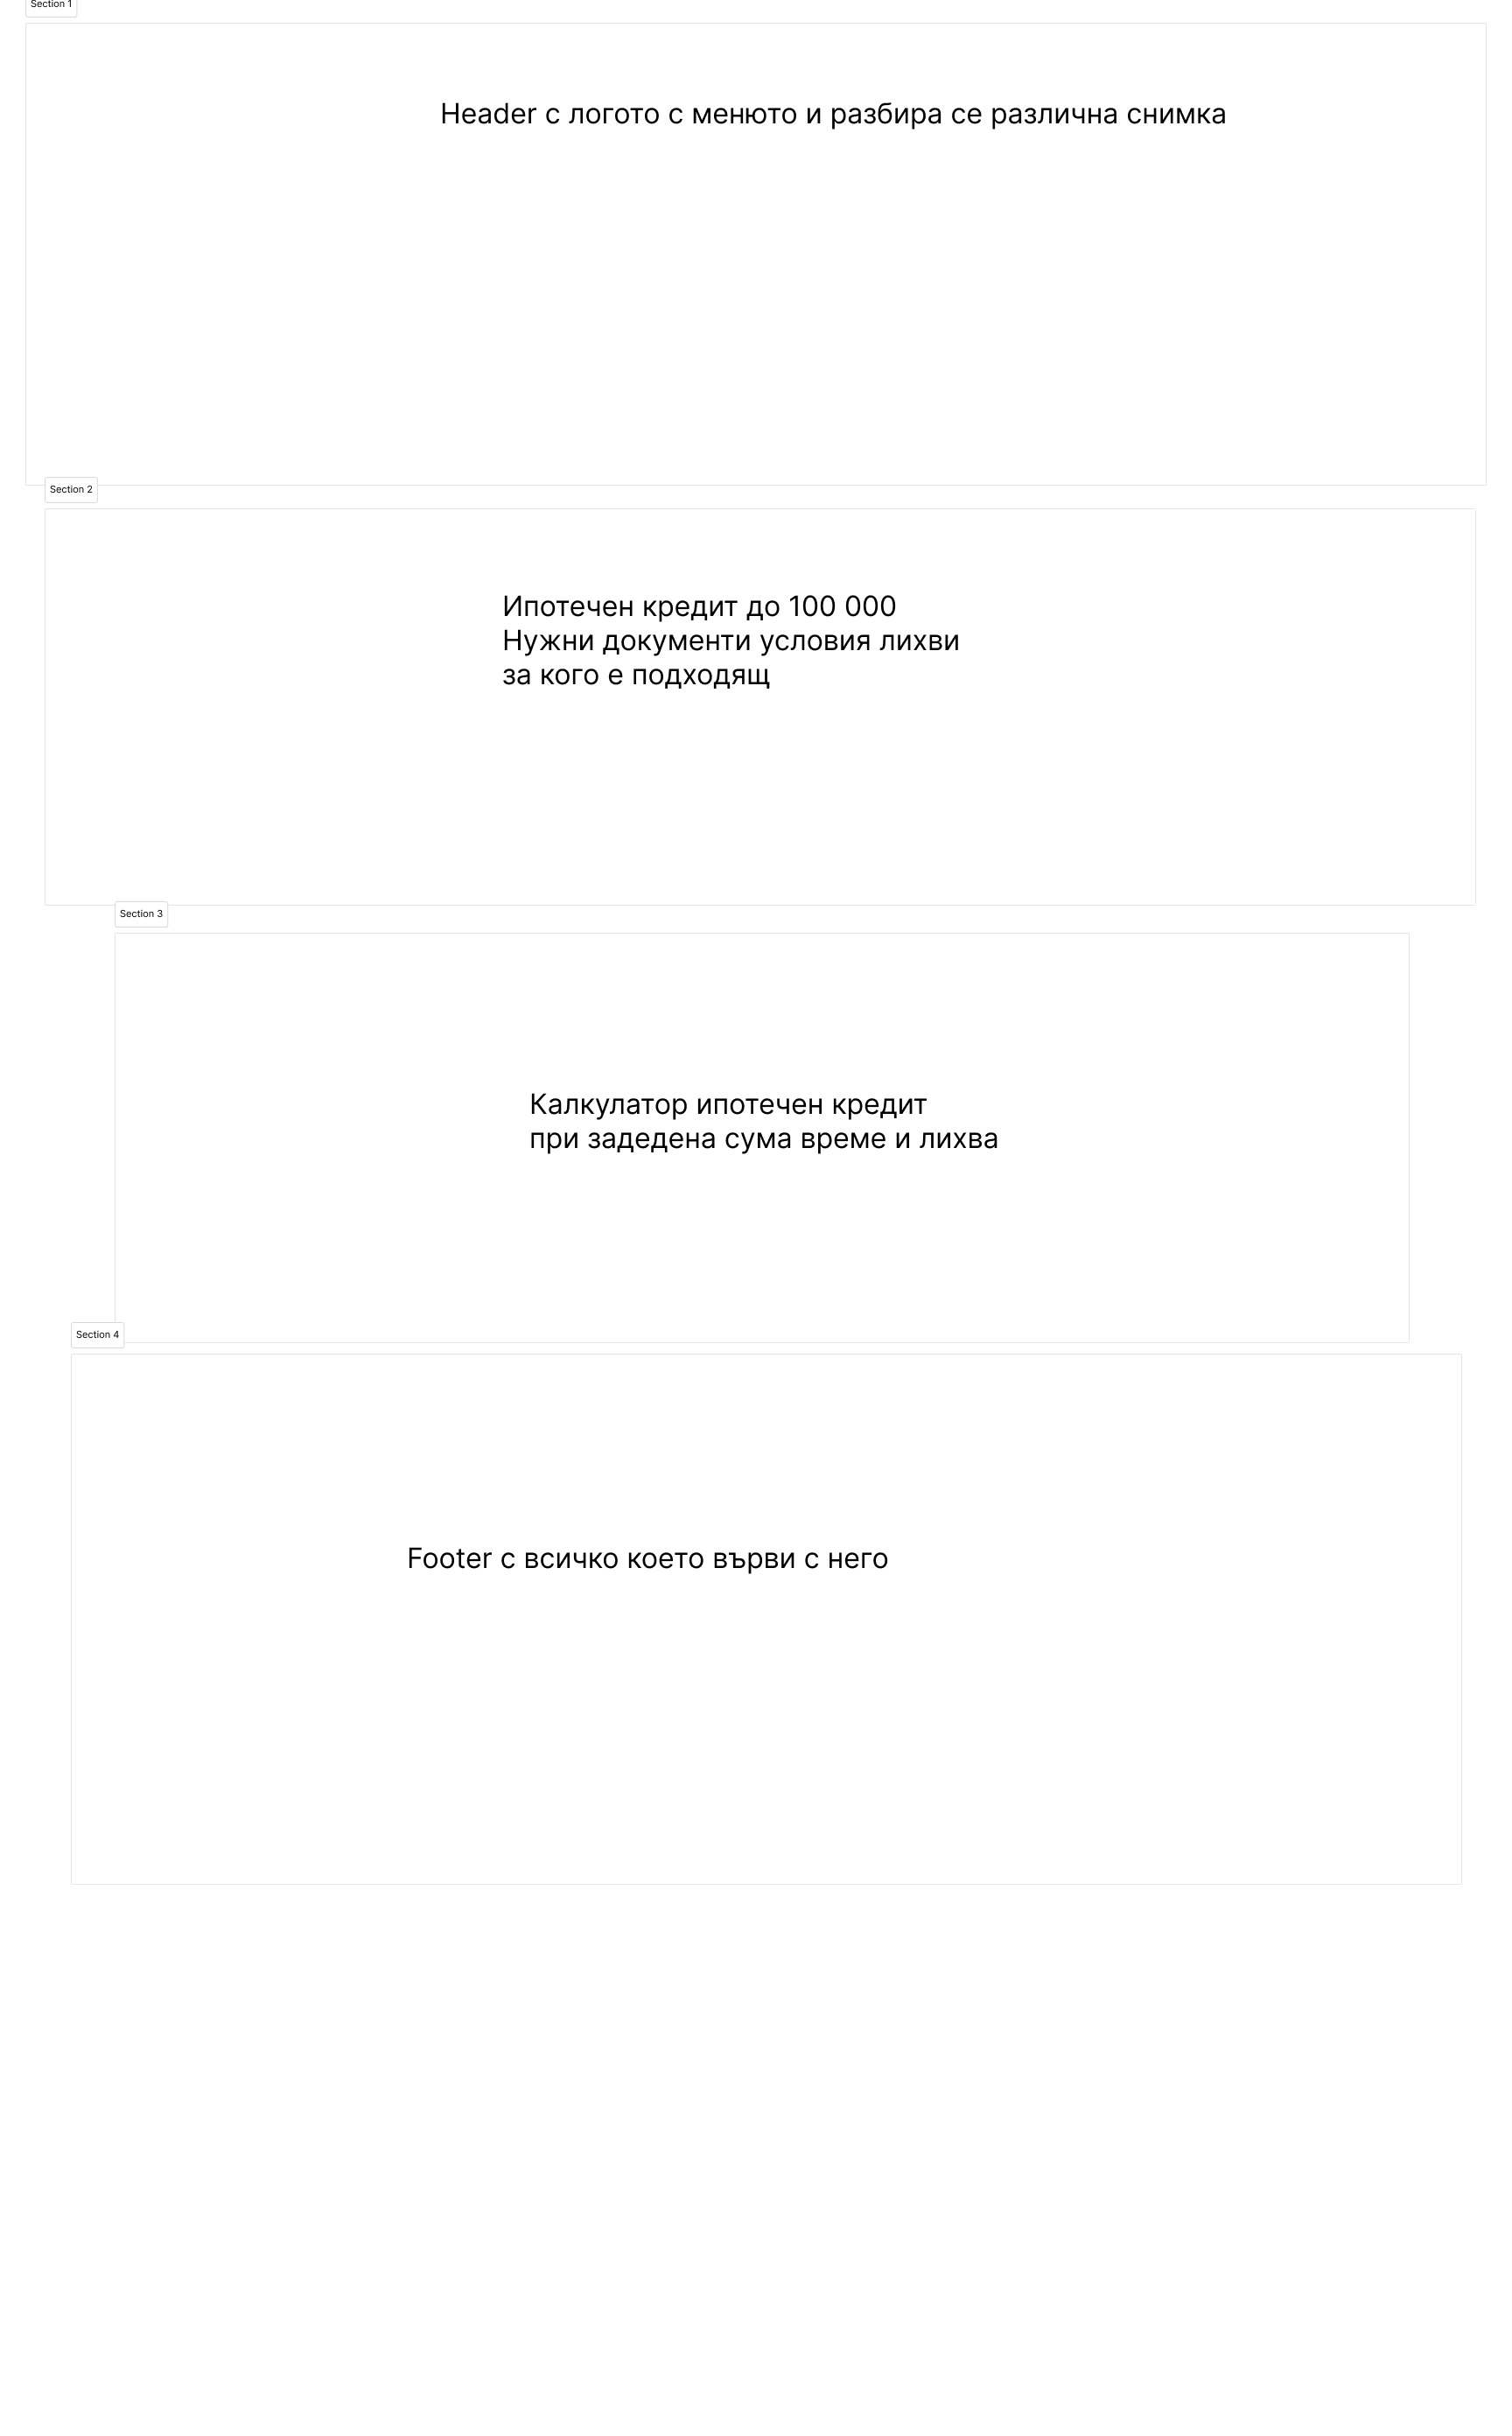 Section 1
Header с логото с менюто и разбира се различна снимка
Section 2
Ипотечен кредит до 100 000
Нужни документи условия лихви
за кого е подходящ
Section 3
Калкулатор ипотечен кредит
при зададена сума време и лихва
Section 4
Footer с всичко което върви с него